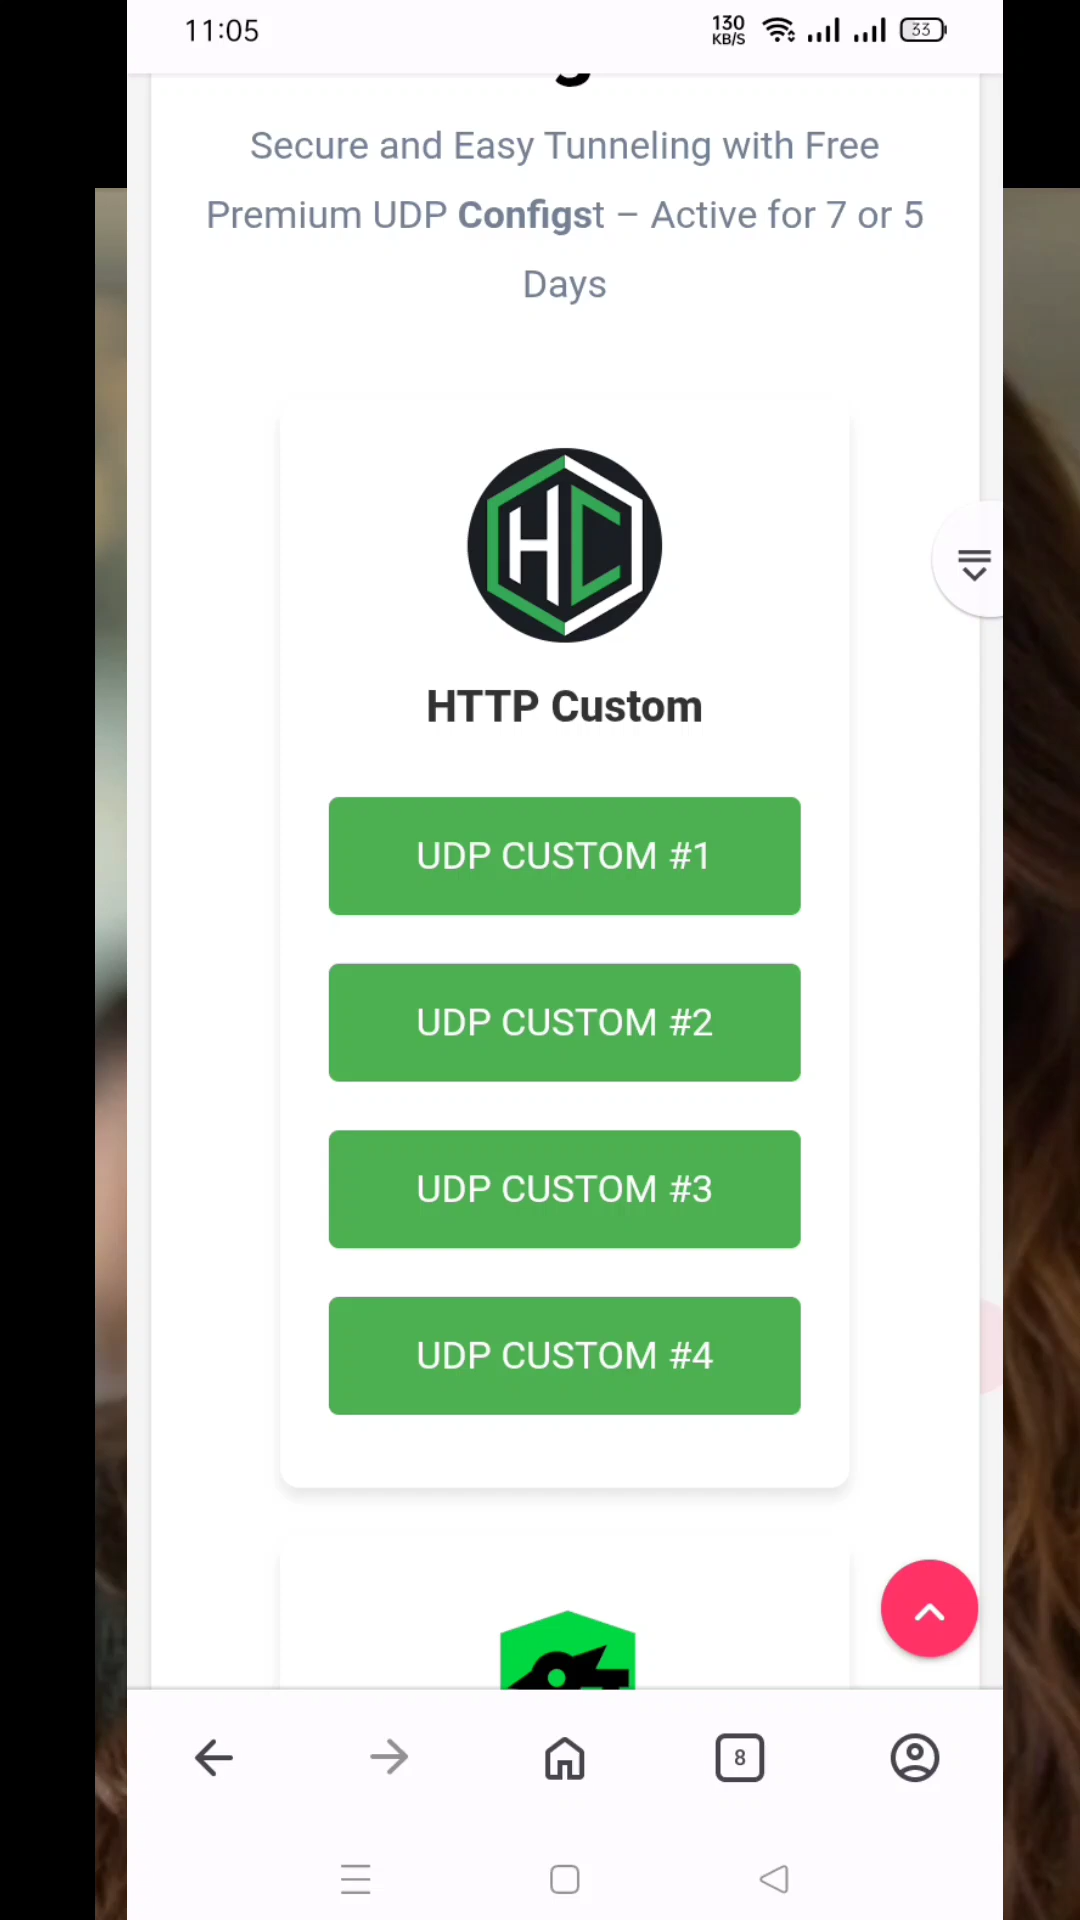 11:05
130
KB/S
33
Secure and Easy Tunneling with Free
Premium UDP Configst – Active for 7 or 5
Days
HC
HTTP Custom
UDP CUSTOM #1
UDP CUSTOM #2
UDP CUSTOM #3
UDP CUSTOM #4
8